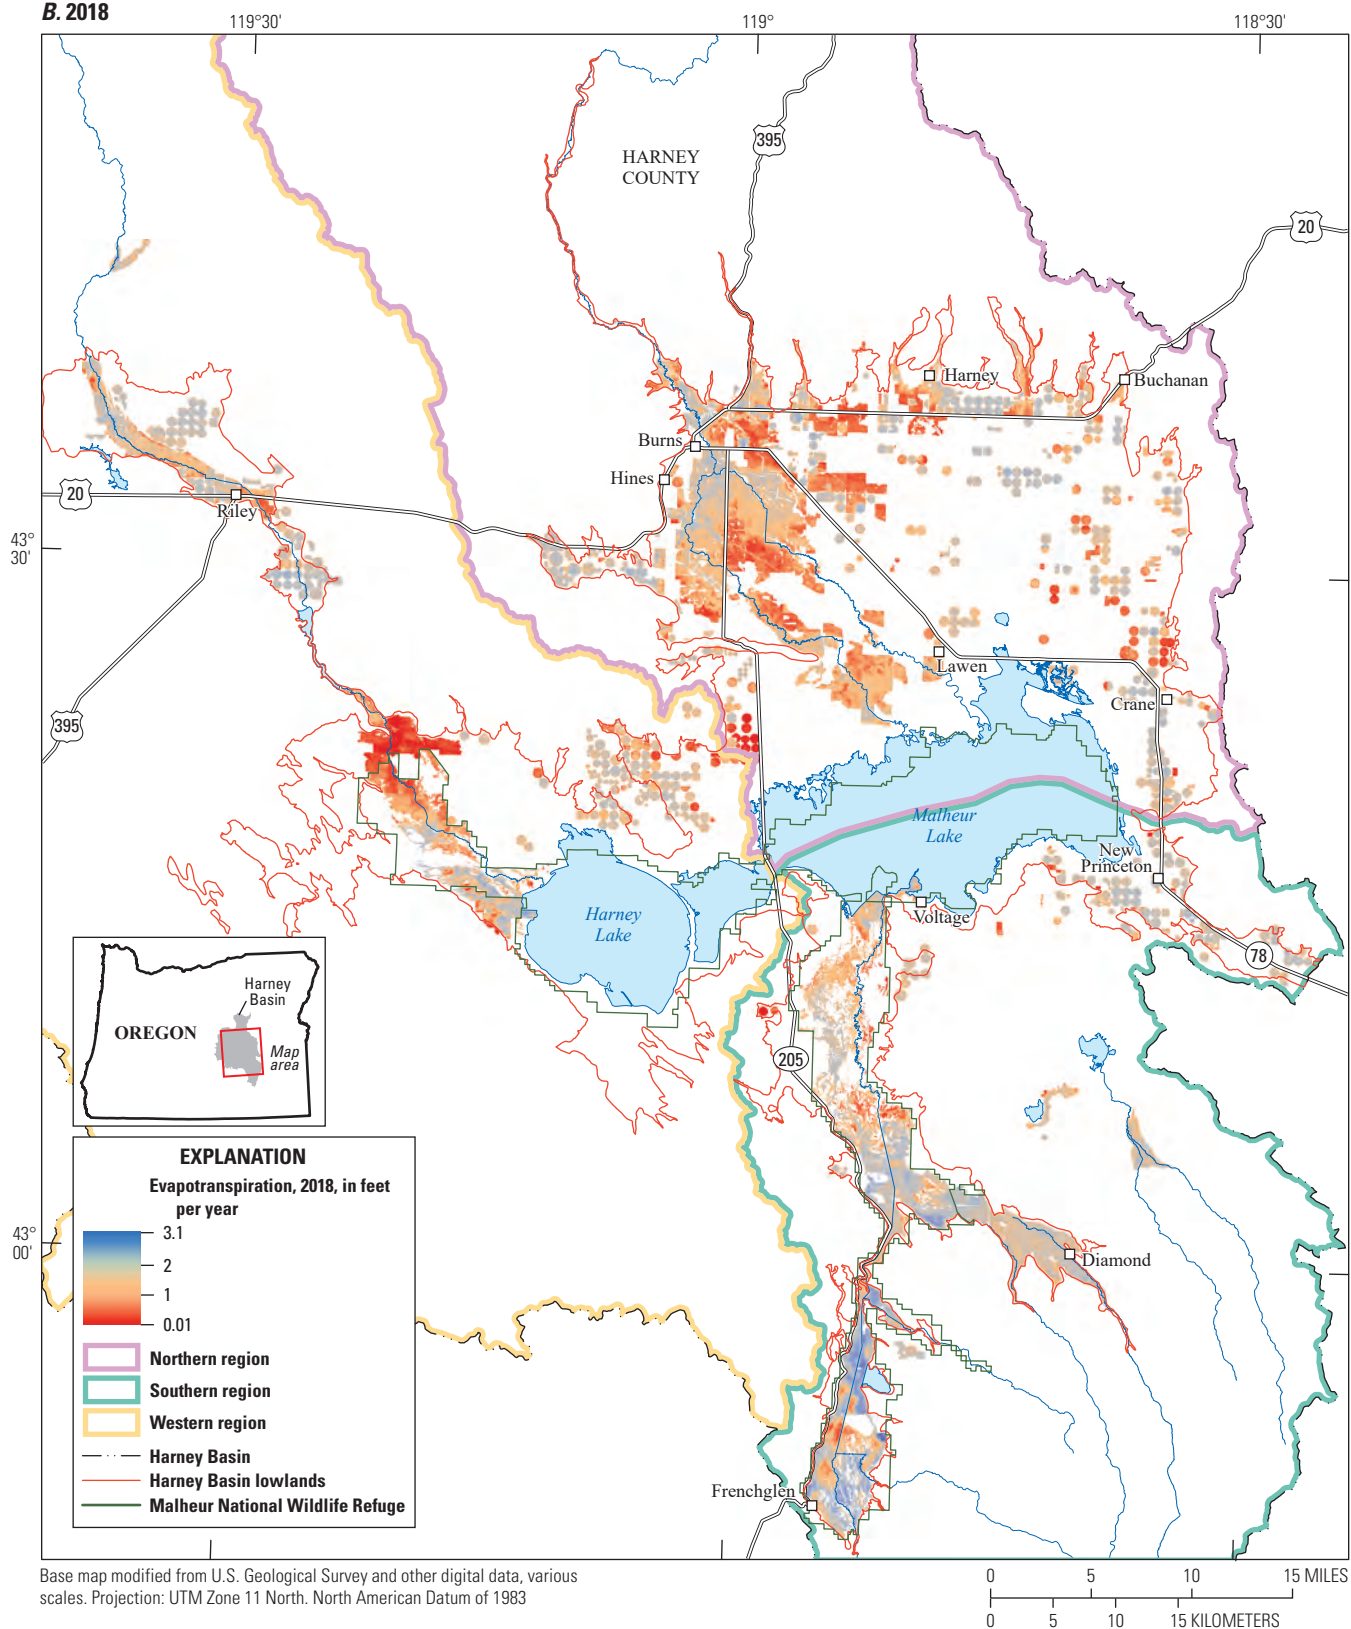 B. 2018
119°30'
119°
118°30'
395
HARNEY
COUNTY
20
Harney
Buchanan
Burns
Hines
20
Riley
43°
30'
Lawen
Crane
395
Malheur
Lake
New
Princeton
Harney
Lake
Voltage
78
Harney
Basin
OREGON
Map
area
205
EXPLANATION
Evapotranspiration, 2018, in feet
per year
3.1
2
1
0.01
43°
00'
Diamond
Northern region
Southern region
Western region
Harney Basin
Harney Basin lowlands
Malheur National Wildlife Refuge
Frenchglen
Base map modified from U.S. Geological Survey and other digital data, various
scales. Projection: UTM Zone 11 North. North American Datum of 1983
0 5 10 15 MILES
0 5 10 15 KILOMETERS